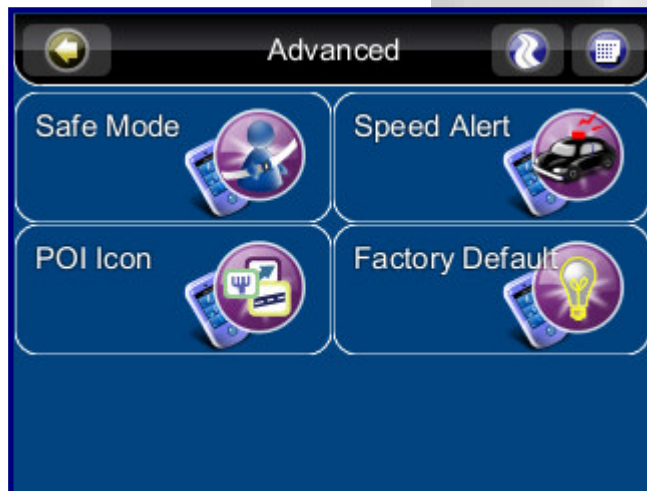 Advanced
Safe Mode
Speed Alert
POI Icon
Factory Default